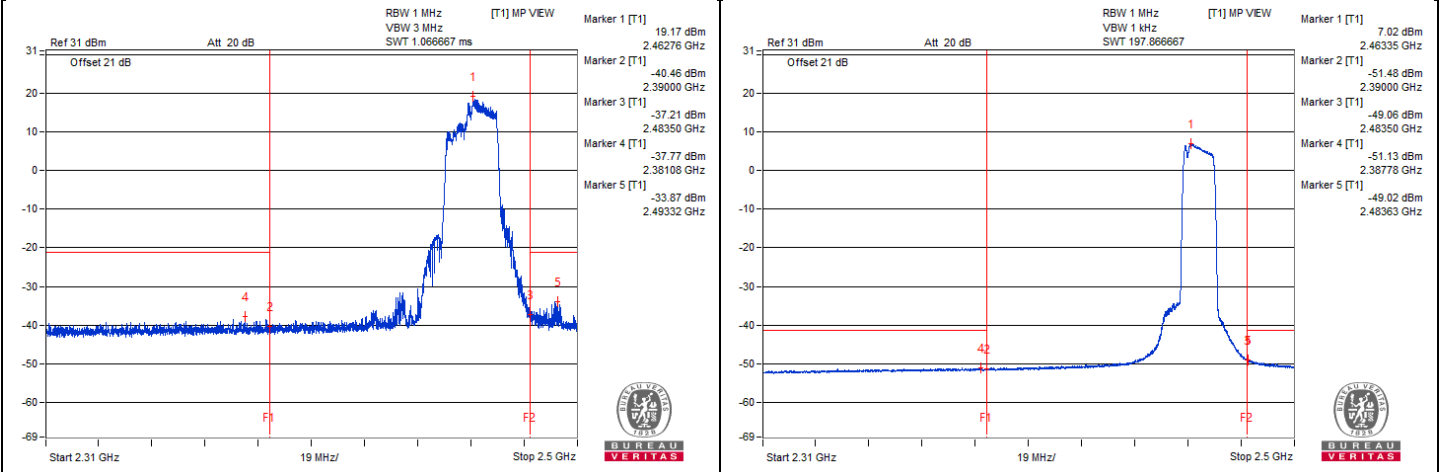 RBW 1 MHz [T1] MP VIEW
VBW 3 MHz
Ref 31 dBm Att 20 dB SWT 1.066667 ms
Offset 21 dB
31
20
10
0
-10
-20
-30
-40
-50
-60
-69
1
2
3
4
5
F1
F2
Start 2.31 GHz 19 MHz/ Stop 2.5 GHz
Marker 1 [T1]
19.17 dBm
2.46276 GHz
Marker 2 [T1]
-40.46 dBm
2.39000 GHz
Marker 3 [T1]
-37.21 dBm
2.48350 GHz
Marker 4 [T1]
-37.77 dBm
2.38108 GHz
Marker 5 [T1]
-33.87 dBm
2.49332 GHz
BUREAU VERITAS
1828
BUREAU
VERITAS
RBW 1 MHz [T1] MP VIEW
VBW 1 kHz
Ref 31 dBm Att 20 dB SWT 197.866667
Offset 21 dB
31
20
10
0
-10
-20
-30
-40
-50
-60
-69
1
42
5
F1
F2
Start 2.31 GHz 19 MHz/ Stop 2.5 GHz
Marker 1 [T1]
7.02 dBm
2.46335 GHz
Marker 2 [T1]
-51.48 dBm
2.39000 GHz
Marker 3 [T1]
-49.06 dBm
2.48350 GHz
Marker 4 [T1]
-51.13 dBm
2.38778 GHz
Marker 5 [T1]
-49.02 dBm
2.48363 GHz
BUREAU VERITAS
1828
BUREAU
VERITAS